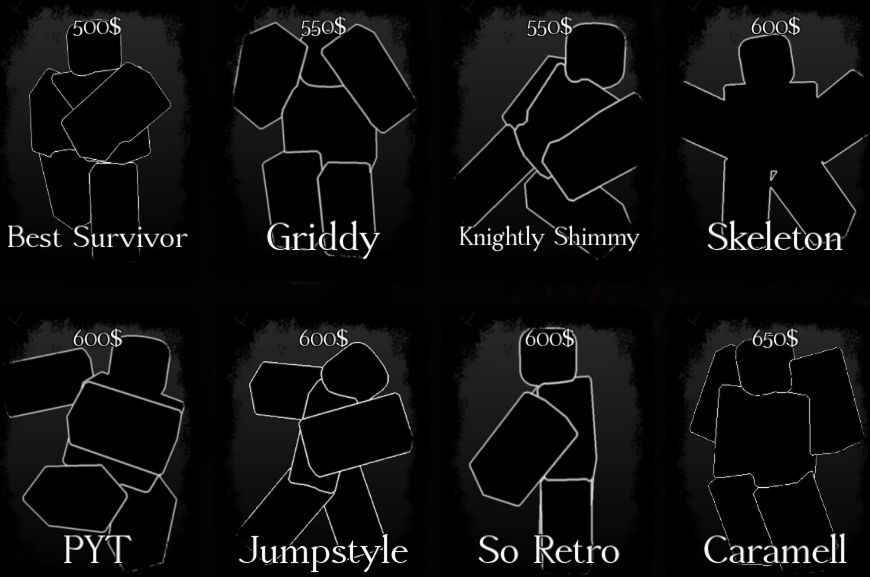 500$
Best Survivor
550$
Griddy
550$
Knightly Shimmy
600$
Skeleton
600$
PYT
600$
Jumpstyle
600$
So Retro
650$
Caramell